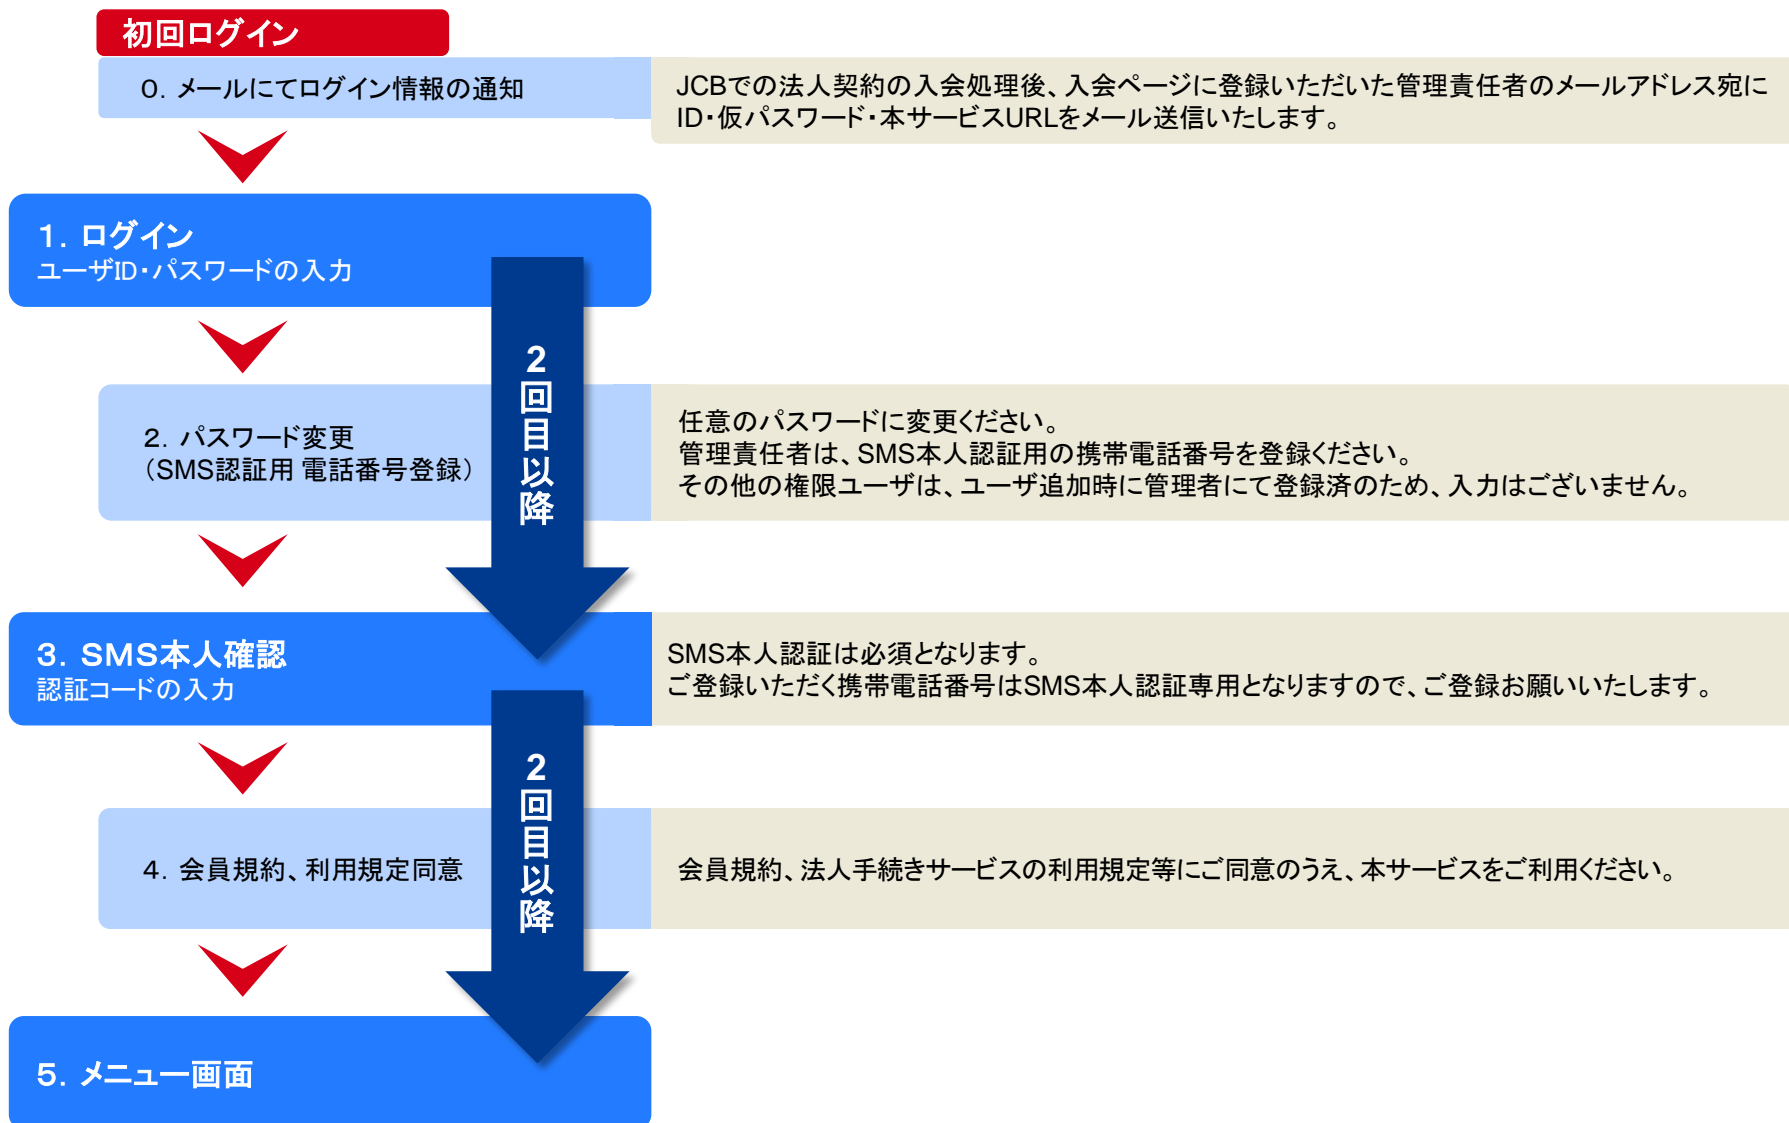 初回ログイン
0．メールにてログイン情報の通知
JCBでの法人契約の入会処理後、入会ページに登録いただいた管理責任者のメールアドレス宛に
ID・仮パスワード・本サービスURLをメール送信いたします。
１．ログイン
ユーザID・パスワードの入力
2回目以降
２．パスワード変更
（SMS認証用 電話番号登録）
任意のパスワードに変更ください。
管理責任者は、SMS本人認証用の携帯電話番号を登録ください。
その他の権限ユーザは、ユーザ追加時に管理者にて登録済のため、入力はございません。
３．ＳＭＳ本人確認
認証コードの入力
SMS本人認証は必須となります。
ご登録いただく携帯電話番号はSMS本人認証専用となりますので、ご登録お願いいたします。
2回目以降
４．会員規約、利用規定同意
会員規約、法人手続きサービスの利用規定等にご同意のうえ、本サービスをご利用ください。
５．メニュー画面